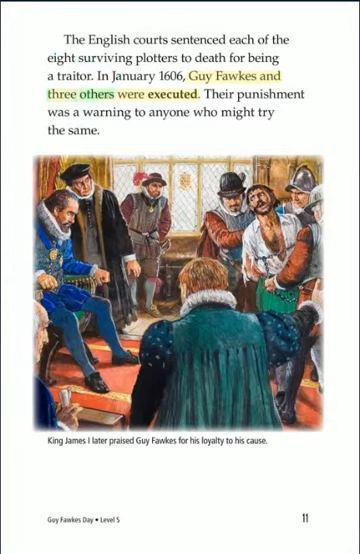 The English courts sentenced each of the
eight surviving plotters to death for being
a traitor. In January 1606, Guy Fawkes and
three others were executed. Their punishment
was a warning to anyone who might try
the same.
King James I later praised Guy Fawkes for his loyalty to his cause.
Guy Fawkes Day • Level S
11